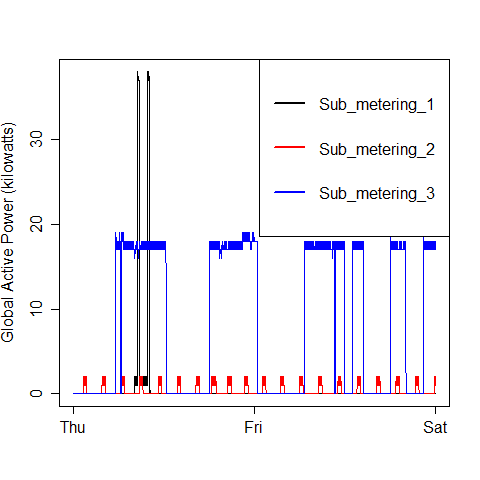 Sub_metering_1
Sub_metering_2
Sub_metering_3
Global Active Power (kilowatts)
30
20
10
0
Thu Fri Sat